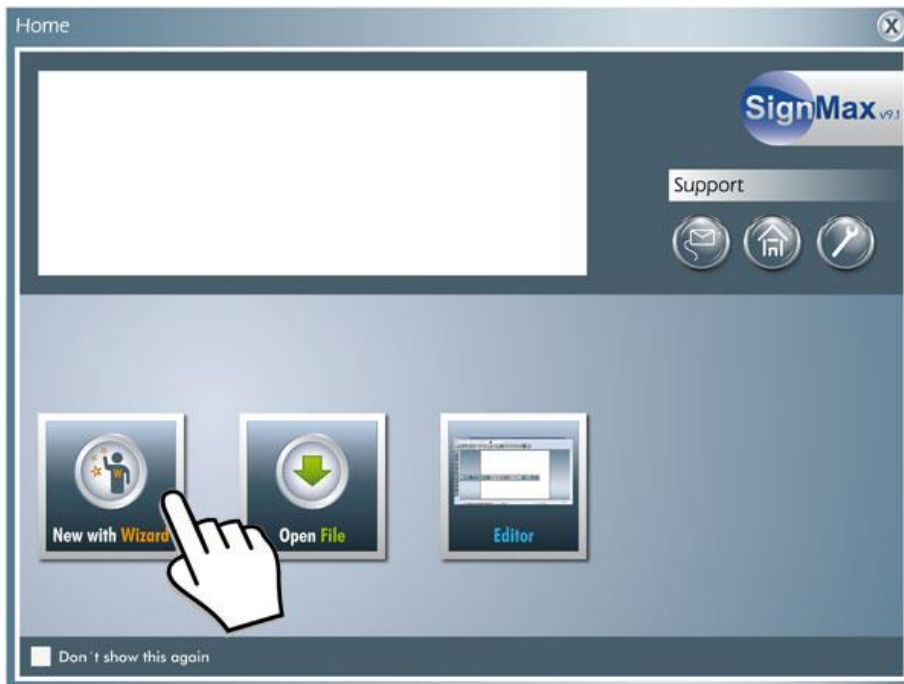 Home
X
SignMax v9.1
Support
W
New with Wizard
Open File
Editor
Don´t show this again